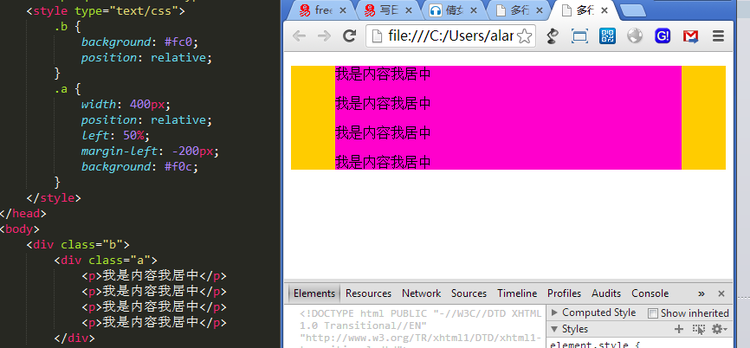 <style type="text/css">
.b {
background: #fc0;
position: relative;
}
.a {
width: 400px;
position: relative;
left: 50%;
margin-left: -200px;
background: #f0c;
}
</style>
</head>
<body>
<div class="b">
<div class="a">
<p>我是内容我居中</p>
<p>我是内容我居中</p>
<p>我是内容我居中</p>
<p>我是内容我居中</p>
</div>
free × 写日 × 倩女 × 多行 × 多行 ×
file:///C:/Users/alar
我是内容我居中
我是内容我居中
我是内容我居中
我是内容我居中
Elements Resources Network Sources Timeline Profiles Audits Console » ×
<!DOCTYPE html PUBLIC "-//W3C//DTD XHTML
1.0 Transitional//EN"
"http://www.w3.org/TR/xhtml1/DTD/xhtml1-
Computed Style Show inherited
Styles
element.style {